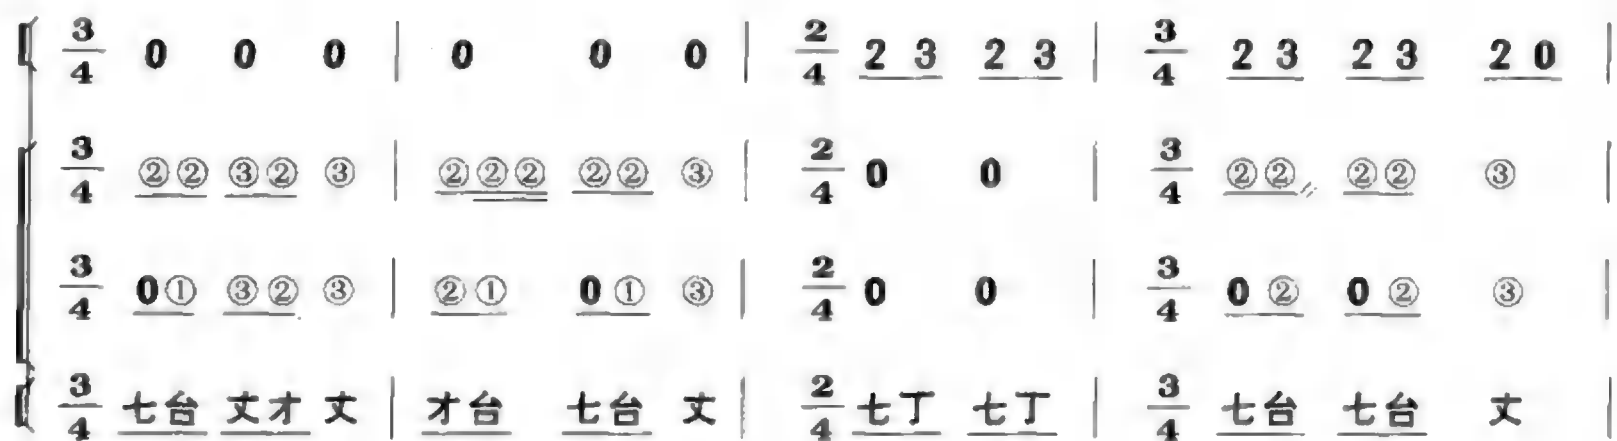 3/4 0 0 0 | 0 0 0 | 2/4 2 3 2 3 | 3/4 2 3 2 3 2 0 |
3/4 ②② ③② ③ | ②②② ②② ③ | 2/4 0 0 | 3/4 ②② ②② ③ |
3/4 0① ③② ③ | ②① 0① ③ | 2/4 0 0 | 3/4 0② 0② ③ |
3/4 七台 丈才 丈 | 才台 七台 丈 | 2/4 七丁 七丁 | 3/4 七台 七台 丈 |